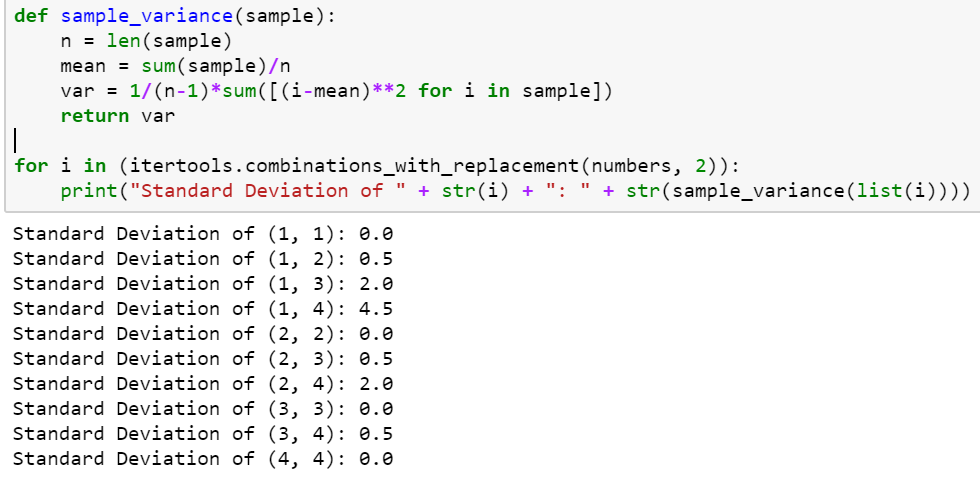 def sample_variance(sample):
    n = len(sample)
    mean = sum(sample)/n
    var = 1/(n-1)*sum([(i-mean)**2 for i in sample])
    return var
for i in (itertools.combinations_with_replacement(numbers, 2)):
    print("Standard Deviation of " + str(i) + ": " + str(sample_variance(list(i))))
Standard Deviation of (1, 1): 0.0
Standard Deviation of (1, 2): 0.5
Standard Deviation of (1, 3): 2.0
Standard Deviation of (1, 4): 4.5
Standard Deviation of (2, 2): 0.0
Standard Deviation of (2, 3): 0.5
Standard Deviation of (2, 4): 2.0
Standard Deviation of (3, 3): 0.0
Standard Deviation of (3, 4): 0.5
Standard Deviation of (4, 4): 0.0